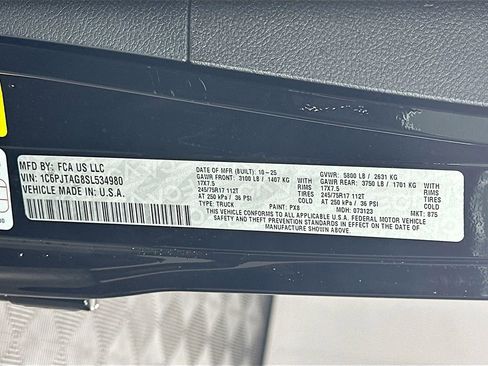 MFD BY: FCA US LLC
VIN: 1C6PJTAG8SL534980
VEHICLE MADE IN: U.S.A.
DATE OF MFR (BUILT): 10-25
GAWR FRONT: 3100 LB / 1407 KG WITH
17X7.5 RIMS
245/75R17 112T TIRES
AT 250 kPa / 36 PSI COLD
TYPE: TRUCK PAINT: PX8
GVWR: 5800 LB / 2631 KG
GAWR REAR: 3750 LB / 1701 KG WITH
17X7.5 RIMS
245/75R17 112T TIRES
AT 250 kPa / 36 PSI COLD
MDH: 073123 MKT: 875
THIS VEHICLE CONFORMS TO ALL APPLICABLE U.S.A. FEDERAL MOTOR VEHICLE
SAFETY AND THEFT PREVENTION STANDARDS IN EFFECT ON THE DATE OF
MANUFACTURE SHOWN ABOVE.